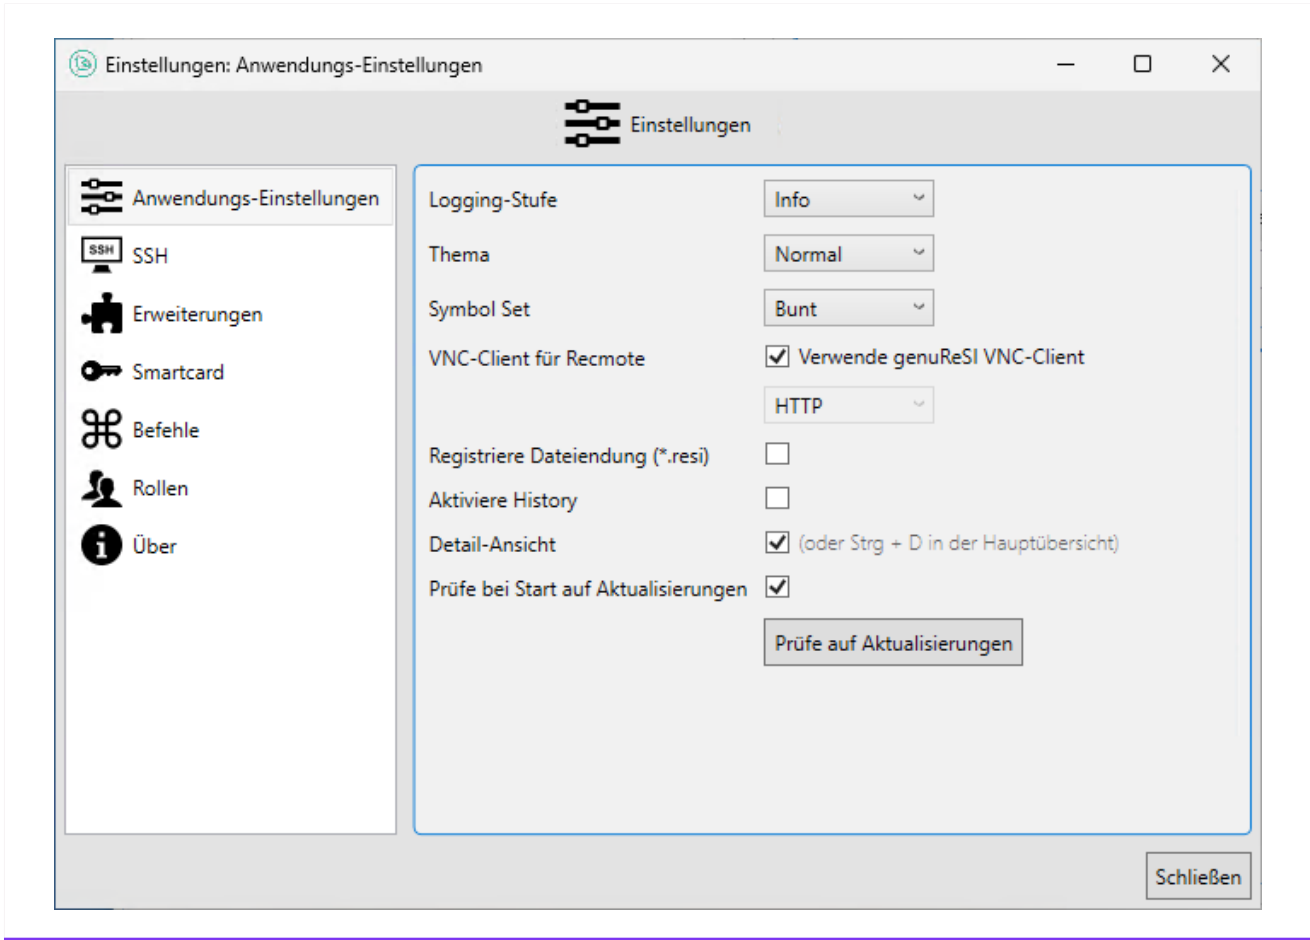 Einstellungen: Anwendungs-Einstellungen
Einstellungen
Anwendungs-Einstellungen
SSH
SSH
Erweiterungen
Smartcard
Befehle
Rollen
Über
Logging-Stufe Info
Thema Normal
Symbol Set Bunt
VNC-Client für Recmote Verwende genuReSI VNC-Client
HTTP
Registriere Dateiendung (*.resi)
Aktiviere History
Detail-Ansicht (oder Strg + D in der Hauptübersicht)
Prüfe bei Start auf Aktualisierungen
Prüfe auf Aktualisierungen
Schließen